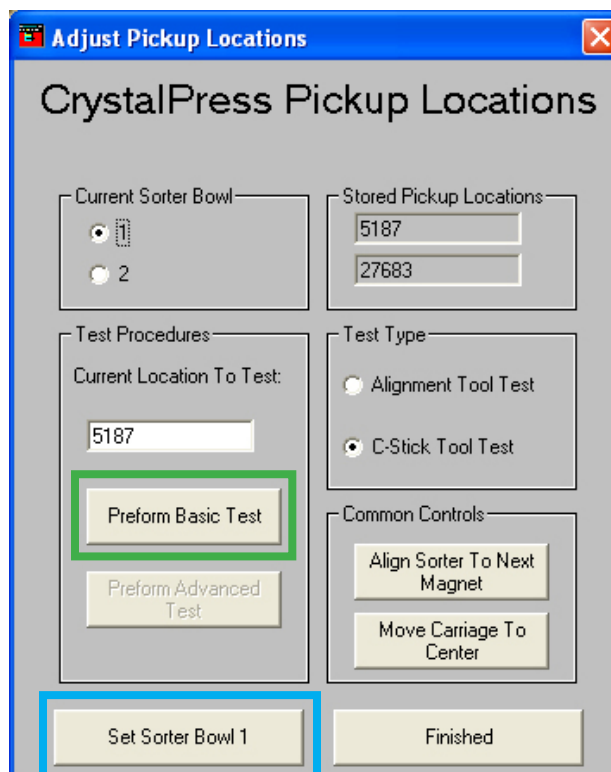 Adjust Pickup Locations
CrystalPress Pickup Locations
Current Sorter Bowl
1
2
Stored Pickup Locations
5187
27683
Test Procedures
Current Location To Test:
5187
Preform Basic Test
Preform Advanced
Test
Test Type
Alignment Tool Test
C-Stick Tool Test
Common Controls
Align Sorter To Next
Magnet
Move Carriage To
Center
Set Sorter Bowl 1
Finished